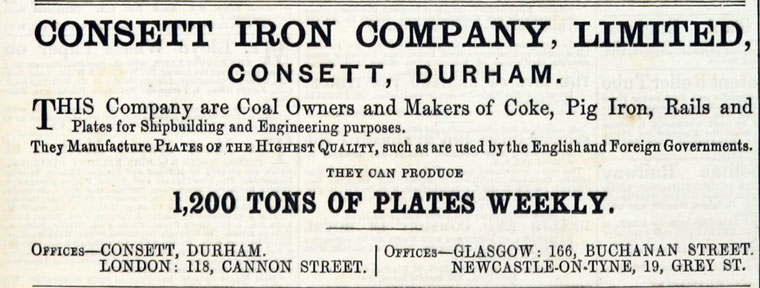 CONSETT IRON COMPANY, LIMITED,
CONSETT, DURHAM.
THIS Company are Coal Owners and Makers of Coke, Pig Iron, Rails and
Plates for Shipbuilding and Engineering purposes.
They Manufacture PLATES OF THE HIGHEST QUALITY, such as are used by the English and Foreign Governments.
THEY CAN PRODUCE
1,200 TONS OF PLATES WEEKLY.
OFFICES—CONSETT, DURHAM.
LONDON: 118, CANNON STREET.
OFFICES—GLASGOW: 166, BUCHANAN STREET.
NEWCASTLE-ON-TYNE, 19, GREY ST.